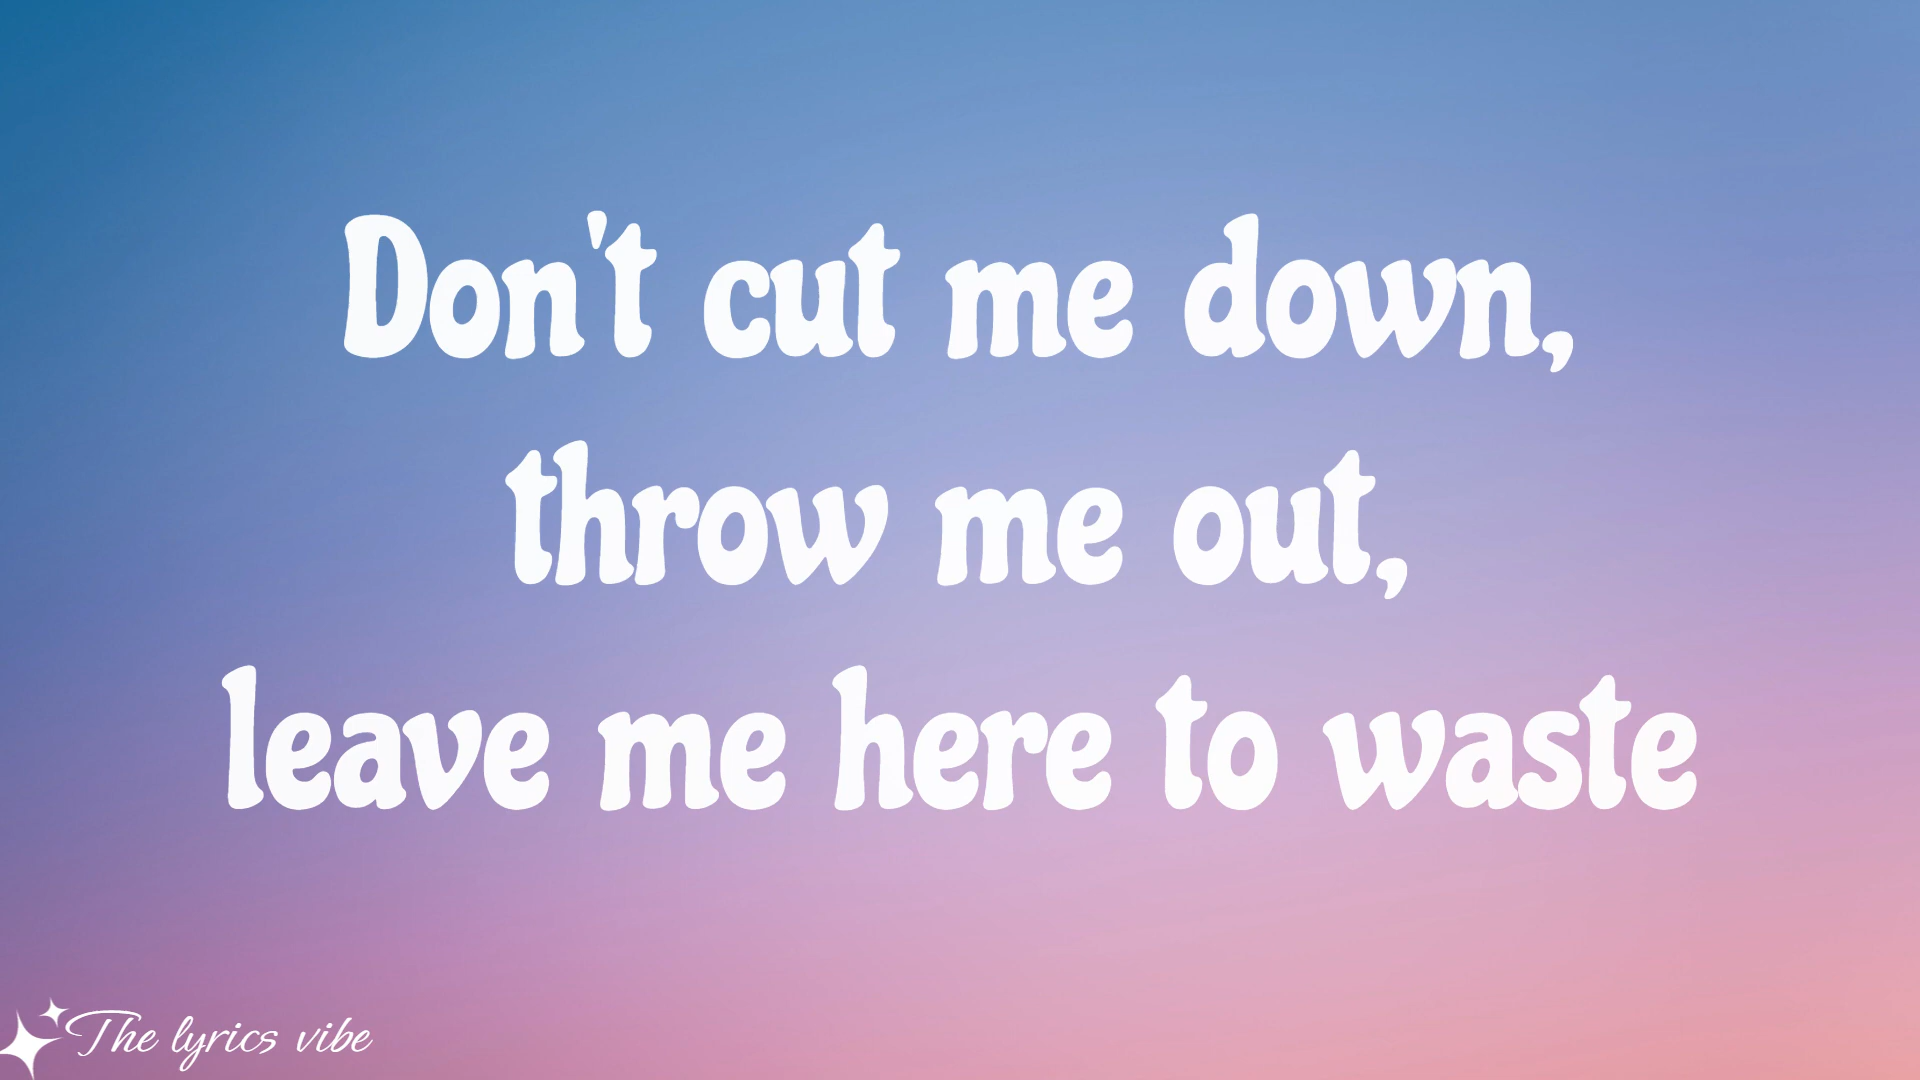 Don't cut me down,
throw me out,
leave me here to waste
The lyrics vibe